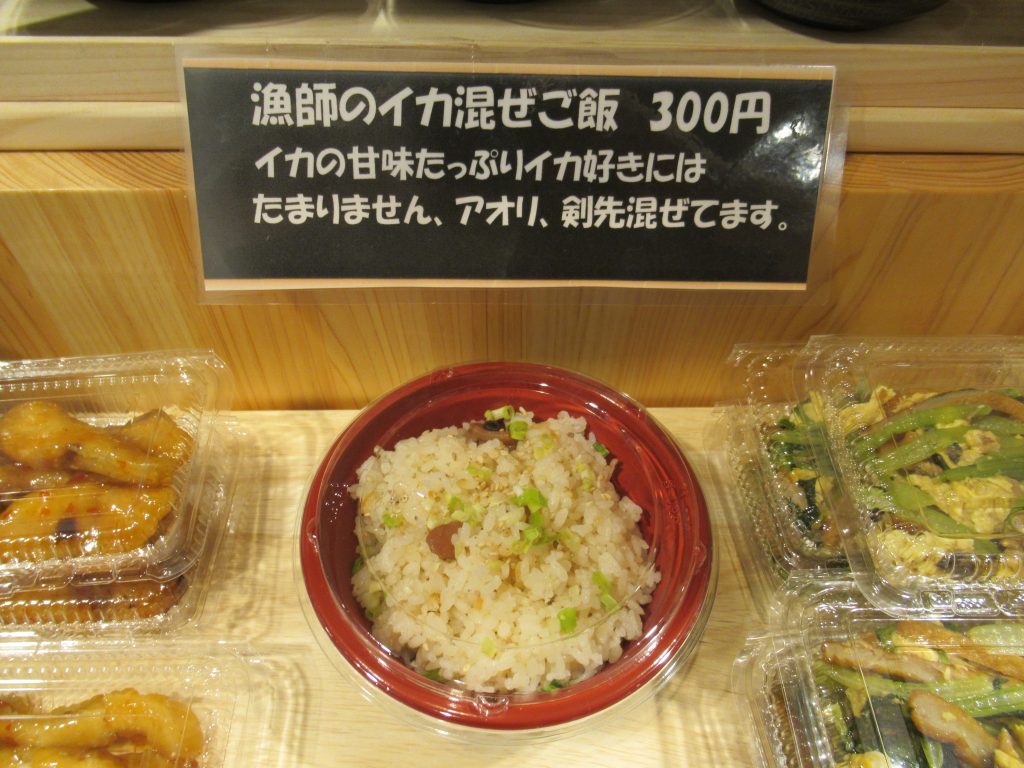 漁師のイカ混ぜご飯 300円
イカの甘味たっぷりイカ好きには
たまりません、アオリ、剣先混ぜてます。